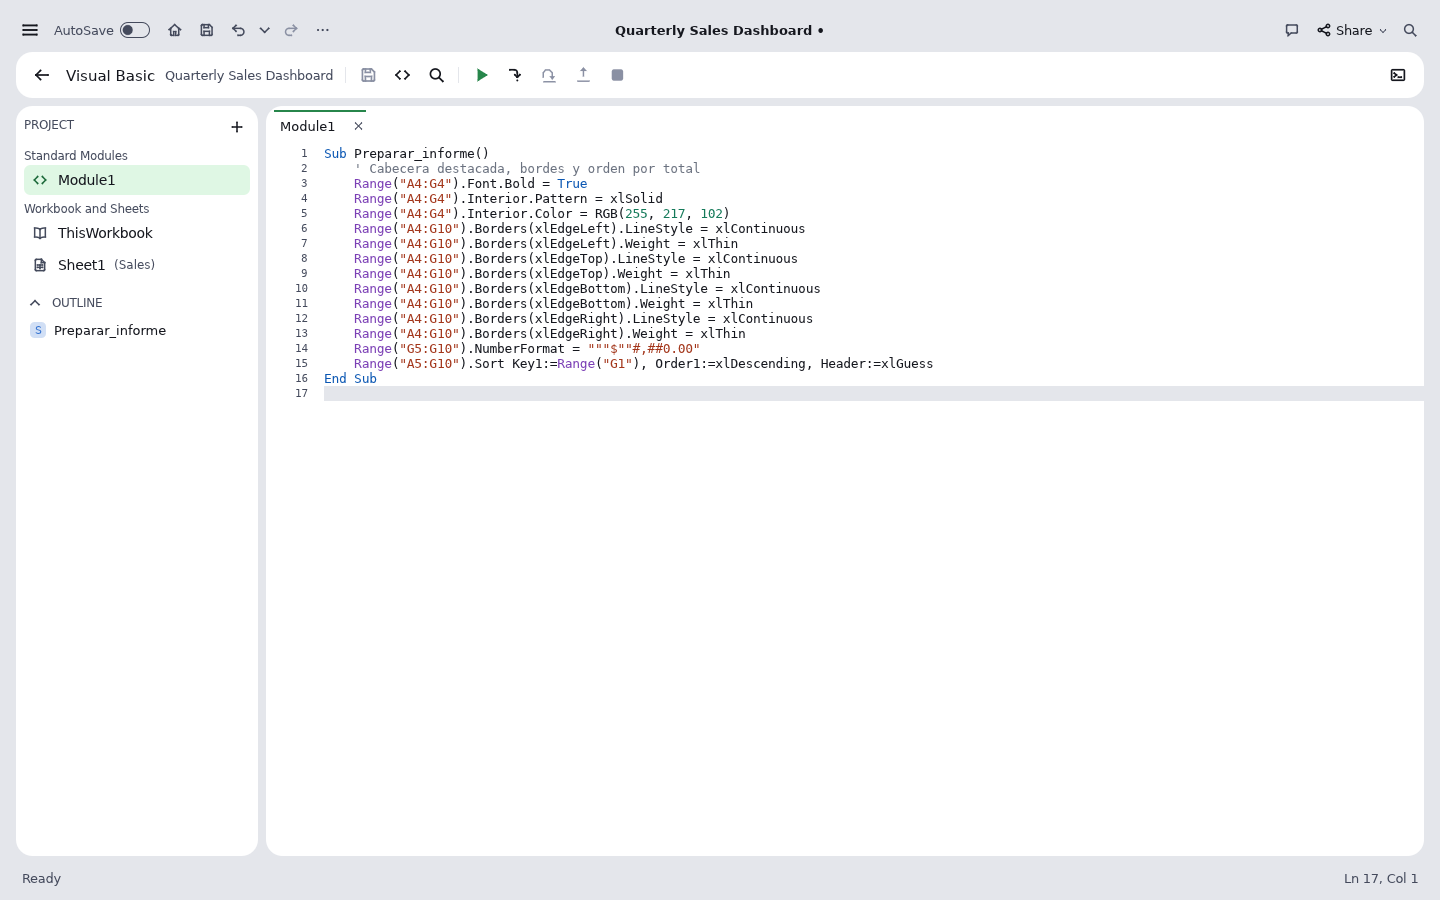 AutoSave
Quarterly Sales Dashboard •
Share
Visual Basic Quarterly Sales Dashboard
PROJECT
Standard Modules
Module1
Workbook and Sheets
ThisWorkbook
Sheet1 (Sales)
OUTLINE
S Preparar_informe
Module1
1 Sub Preparar_informe()
2 ' Cabecera destacada, bordes y orden por total
3 Range("A4:G4").Font.Bold = True
4 Range("A4:G4").Interior.Pattern = xlSolid
5 Range("A4:G4").Interior.Color = RGB(255, 217, 102)
6 Range("A4:G10").Borders(xlEdgeLeft).LineStyle = xlContinuous
7 Range("A4:G10").Borders(xlEdgeLeft).Weight = xlThin
8 Range("A4:G10").Borders(xlEdgeTop).LineStyle = xlContinuous
9 Range("A4:G10").Borders(xlEdgeTop).Weight = xlThin
10 Range("A4:G10").Borders(xlEdgeBottom).LineStyle = xlContinuous
11 Range("A4:G10").Borders(xlEdgeBottom).Weight = xlThin
12 Range("A4:G10").Borders(xlEdgeRight).LineStyle = xlContinuous
13 Range("A4:G10").Borders(xlEdgeRight).Weight = xlThin
14 Range("G5:G10").NumberFormat = """$""#,##0.00"
15 Range("A5:G10").Sort Key1:=Range("G1"), Order1:=xlDescending, Header:=xlGuess
16 End Sub
17
Ready
Ln 17, Col 1